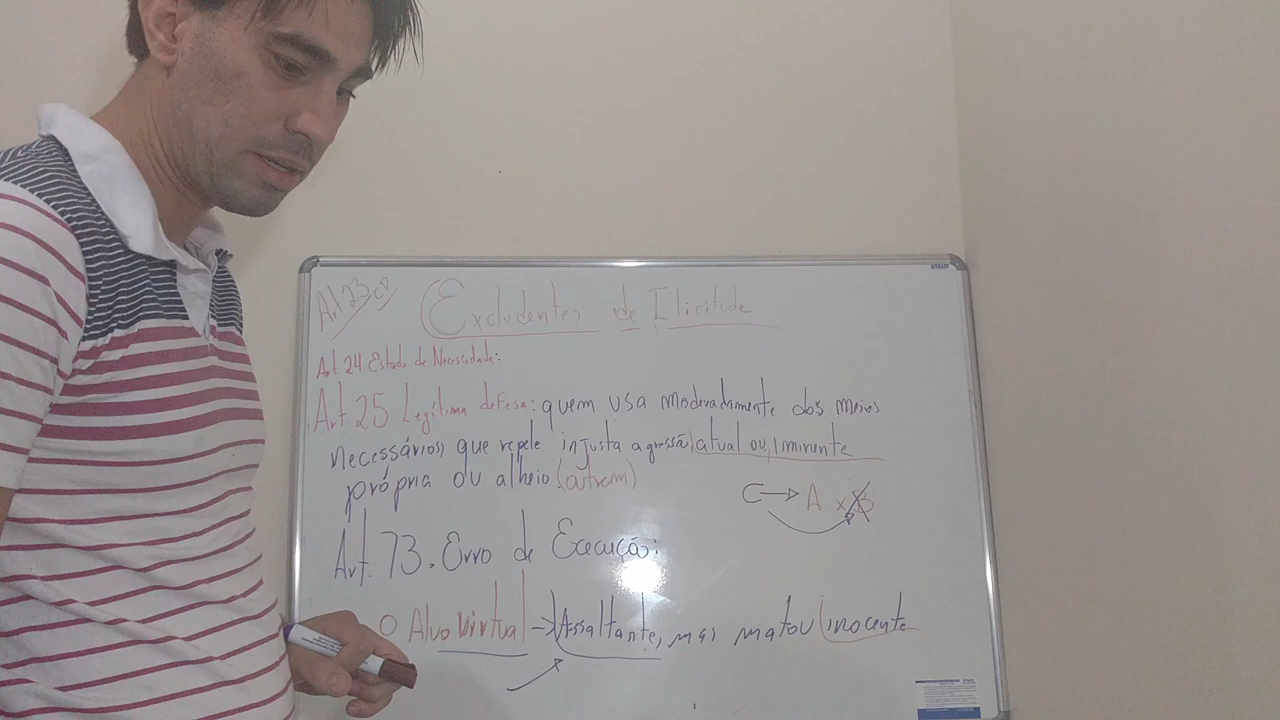 Art. 23 CP
Excludentes de Ilicitude
Art. 24. Estado de Necessidade:
Art. 25. Legítima defesa: quem usa moderadamente dos meios
necessários, que repele injusta agressão, atual ou iminente
própria ou alheio (outrem)
C → A x B
Art. 73. Erro de Execução:
O Alvo Virtual → Assaltante, mas matou inocente